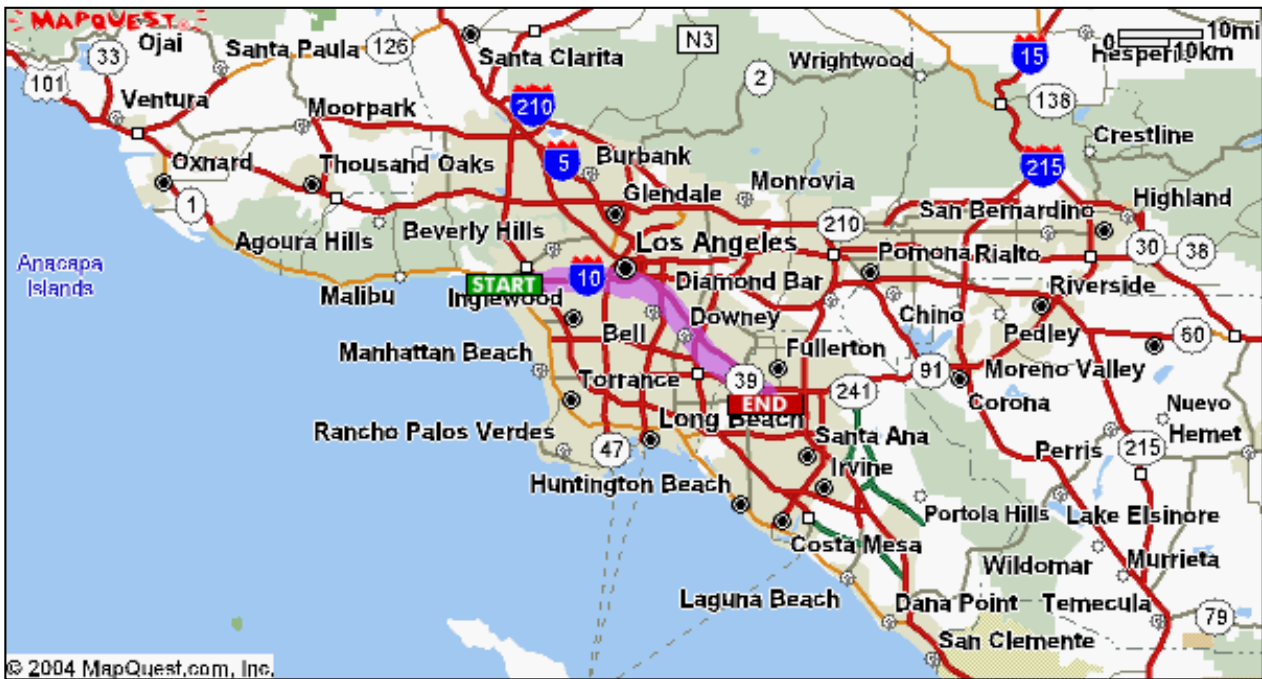 MAPQUEST
10mi
0
10km
Ojai
33
Santa Paula
126
Santa Clarita
N3
15
Hesperia
Wrightwood
2
101
Ventura
Moorpark
210
138
Crestline
Oxnard
Thousand Oaks
5
Burbank
Monrovia
215
Highland
Glendale
1
San Bernardino
210
Agoura Hills
Beverly Hills
Los Angeles
Pomona
Rialto
30
38
Anacapa
Islands
Malibu
START
Inglewood
10
Diamond Bar
Riverside
Chino
Downey
Pedley
Bell
60
Manhattan Beach
Fullerton
Torrance
39
91
Moreno Valley
241
END
Corona
Nuevo
Long Beach
Rancho Palos Verdes
47
Santa Ana
Perris
215
Hemet
Irvine
Huntington Beach
Portola Hills
Lake Elsinore
Costa Mesa
Wildomar
Murrieta
Laguna Beach
Dana Point
Temecula
79
San Clemente
© 2004 MapQuest.com, Inc.